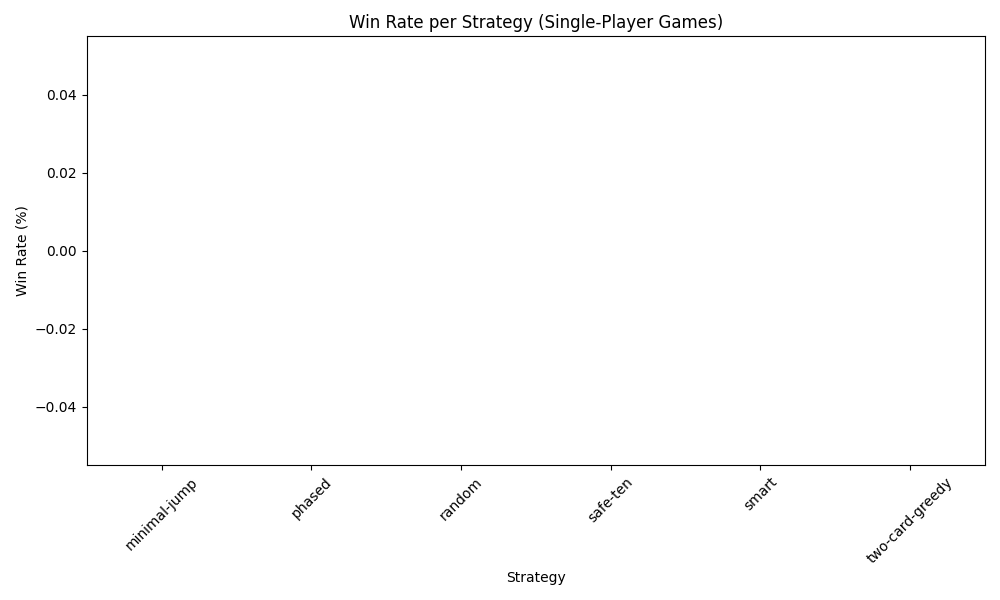 Win Rate per Strategy (Single-Player Games)
Win Rate (%)
0.04
0.02
0.00
−0.02
−0.04
minimal-jump
phased
random
safe-ten
smart
two-card-greedy
Strategy